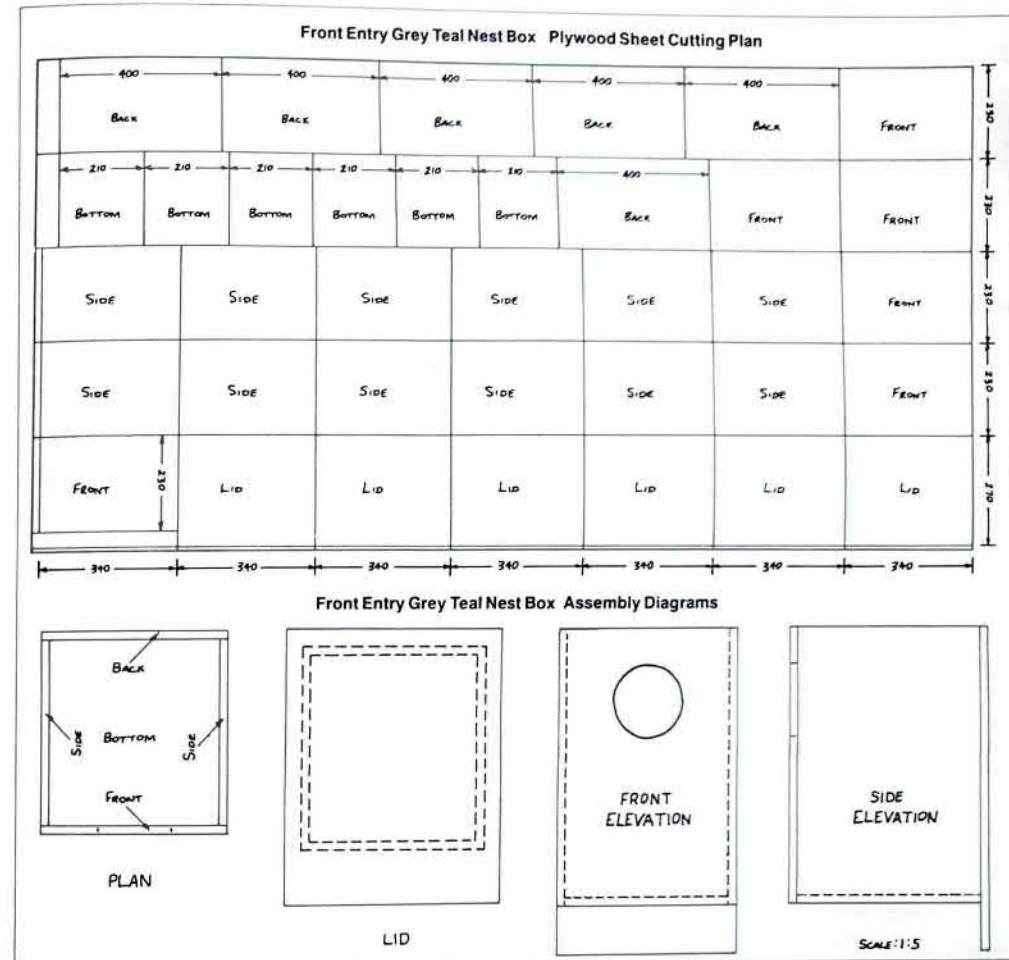 Front Entry Grey Teal Nest Box Plywood Sheet Cutting Plan
400 400 400 400 400
BACK BACK BACK BACK BACK FRONT
230
210 210 210 210 210 210 400
BOTTOM BOTTOM BOTTOM BOTTOM BOTTOM BOTTOM BACK FRONT FRONT
230
SIDE SIDE SIDE SIDE SIDE SIDE FRONT
230
SIDE SIDE SIDE SIDE SIDE SIDE FRONT
230
FRONT 230 LID LID LID LID LID LID
270
340 340 340 340 340 340 340
Front Entry Grey Teal Nest Box Assembly Diagrams
BACK
SIDE BOTTOM SIDE
FRONT
PLAN
LID
FRONT
ELEVATION
SIDE
ELEVATION
SCALE:1:5